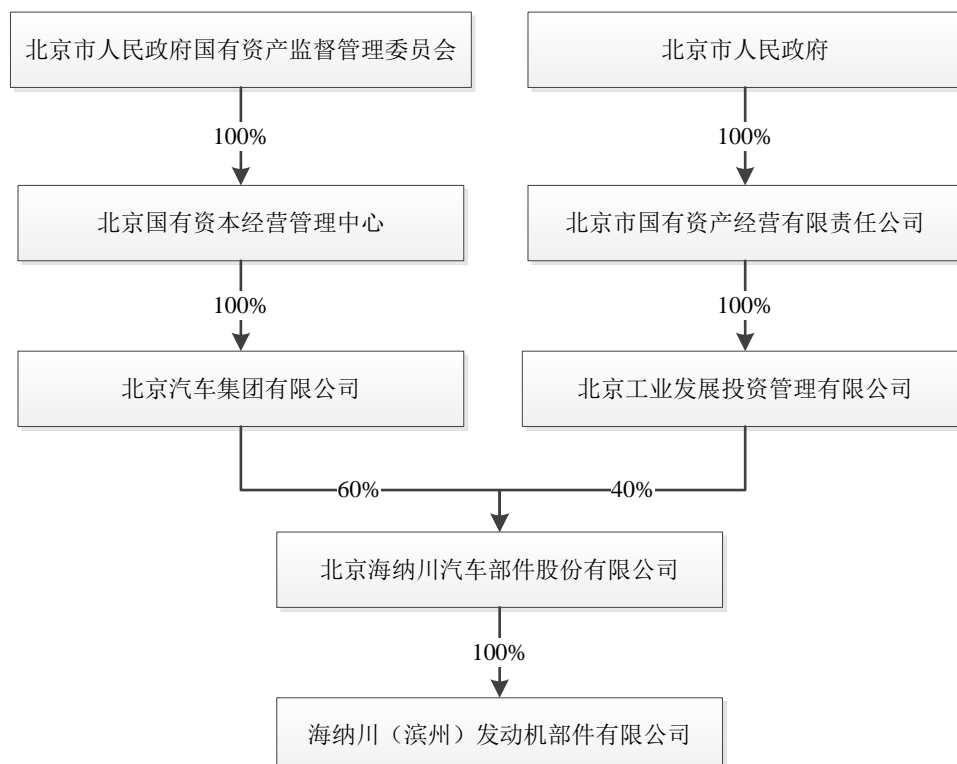 北京市人民政府国有资产监督管理委员会
北京市人民政府
100%
100%
北京国有资本经营管理中心
北京市国有资产经营有限责任公司
100%
100%
北京汽车集团有限公司
北京工业发展投资管理有限公司
60%
40%
北京海纳川汽车部件股份有限公司
100%
海纳川（滨州）发动机部件有限公司